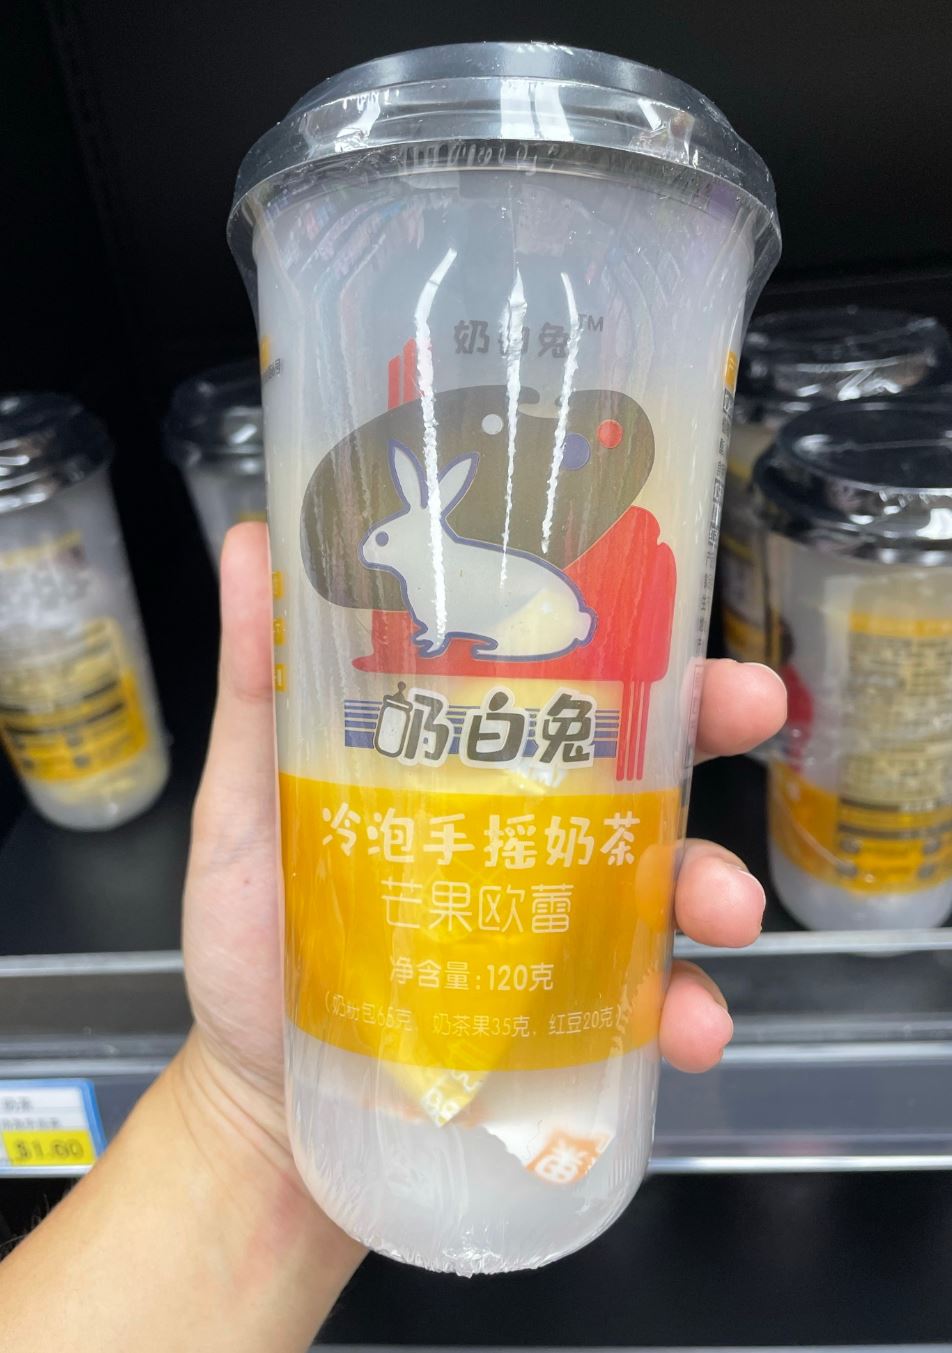 奶白兔TM
奶白兔
冷泡手摇奶茶
芒果欧蕾
净含量:120克
(奶粉包65克, 奶茶果35克, 红豆20克)
$1.60